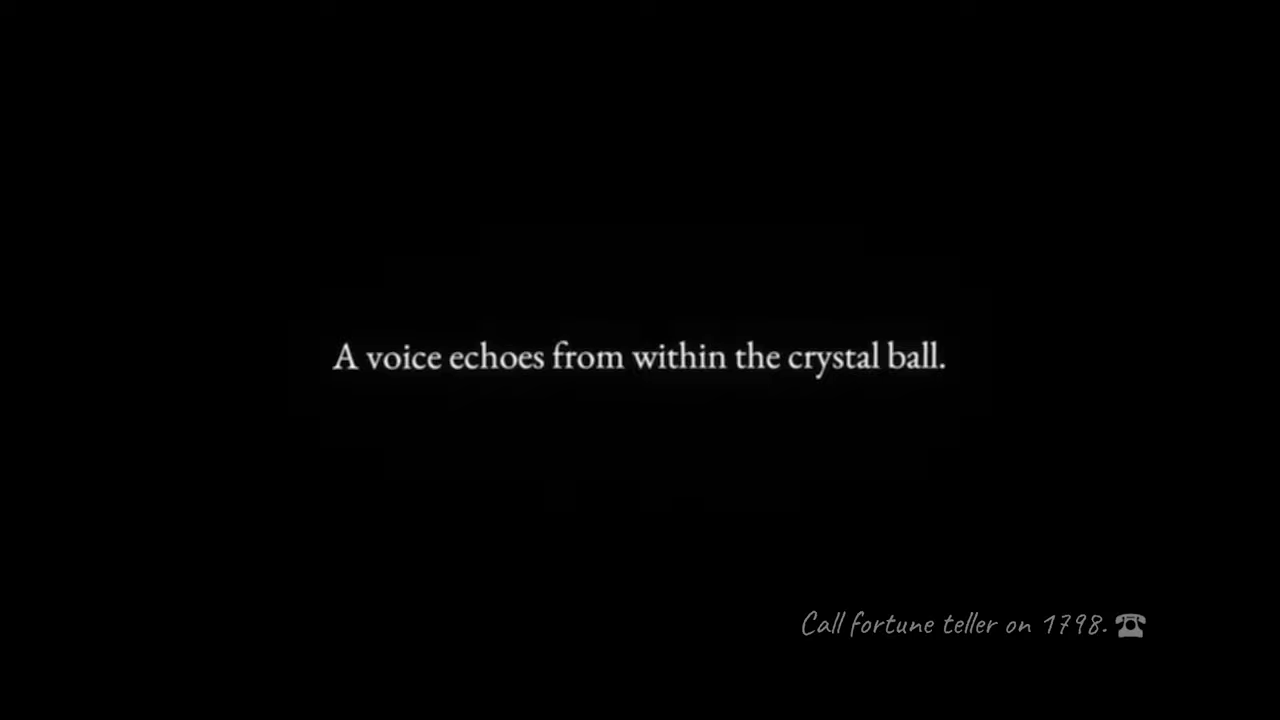 A voice echoes from within the crystal ball.
Call fortune teller on 1798. ☎